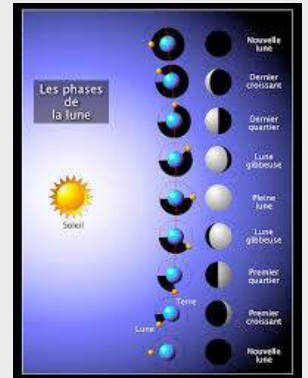 Les phases
de
la lune
Soleil
Nouvelle
lune
Dernier
croissant
Dernier
quartier
Lune
gibbeuse
Pleine
lune
Lune
gibbeuse
Premier
quartier
Terre
Lune
Premier
croissant
Nouvelle
lune